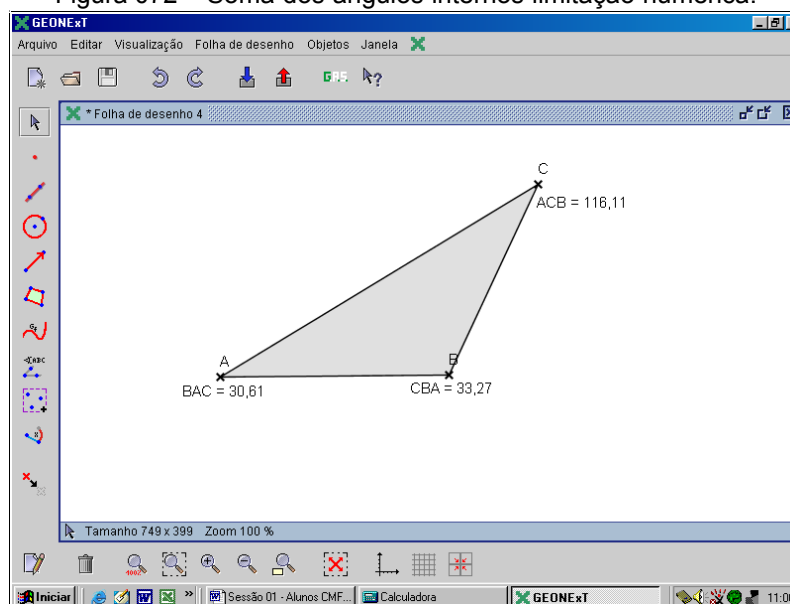 Figura 6.2 – Soma dos ângulos internos limitação numérica.
GEONExT
Arquivo Editar Visualização Folha de desenho Objetos Janela
* Folha de desenho 4
C
ACB = 116,11
A
B
BAC = 30,61
CBA = 33,27
Tamanho 749 x 399 Zoom 100 %
100%
Iniciar » Sessão 01 - Alunos CMF... Calculadora GEONExT 11:0